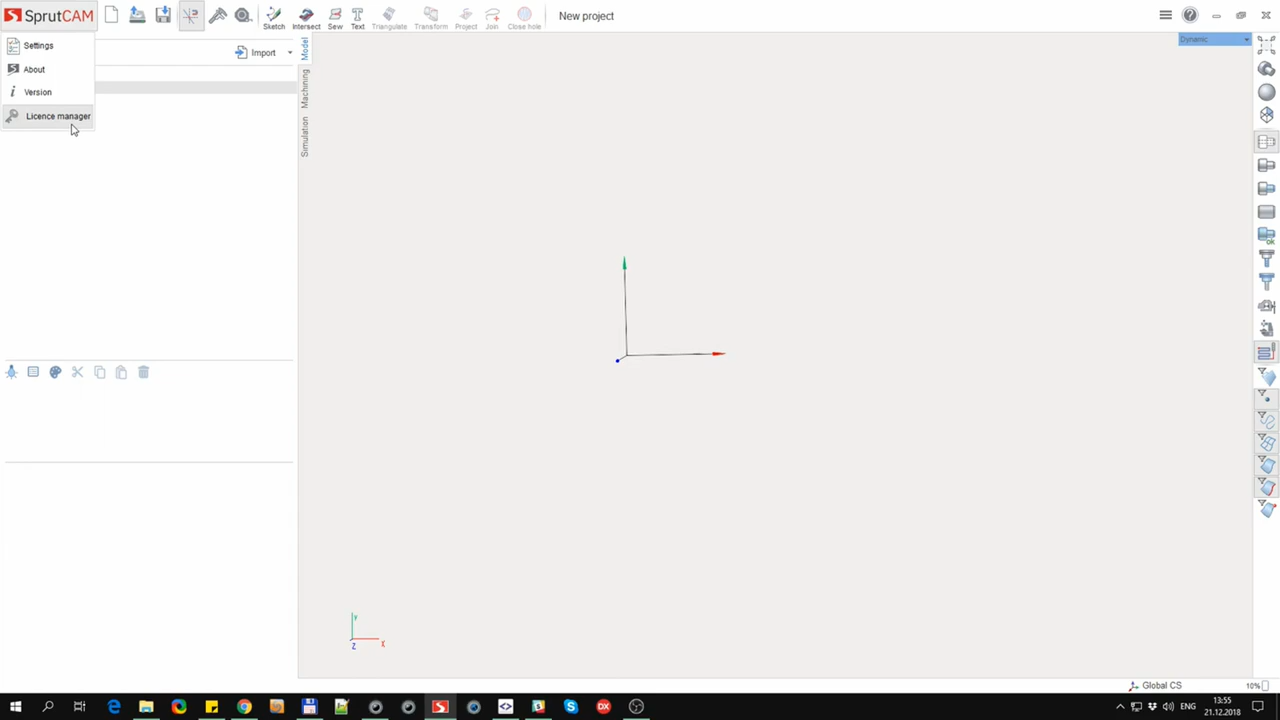 SprutCAM
Sketch
Intersect
Sew
Text
Triangulate
Transform
Project
Join
Close hole
New project
Settings
About
Version
Licence manager
Import
Model
Machining
Simulation
Dynamic
y
x
z
Global CS
10%
ENG
13:55
21.12.2018